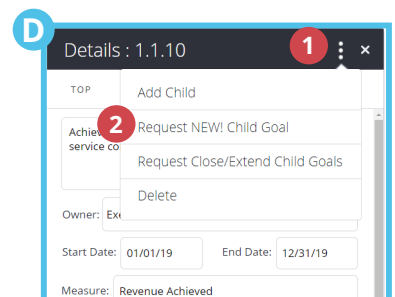 D
Details : 1.1.10
1
TOP
Add Child
2
Request NEW! Child Goal
service co
Request Close/Extend Child Goals
Delete
Owner:
Start Date: 01/01/19 End Date: 12/31/19
Measure: Revenue Achieved